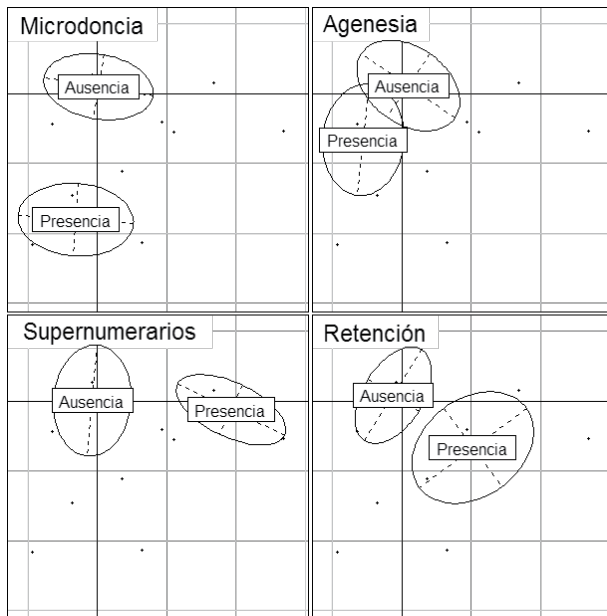 Microdoncia
Ausencia
Presencia
Agenesia
Ausencia
Presencia
Supernumerarios
Ausencia
Presencia
Retención
Ausencia
Presencia